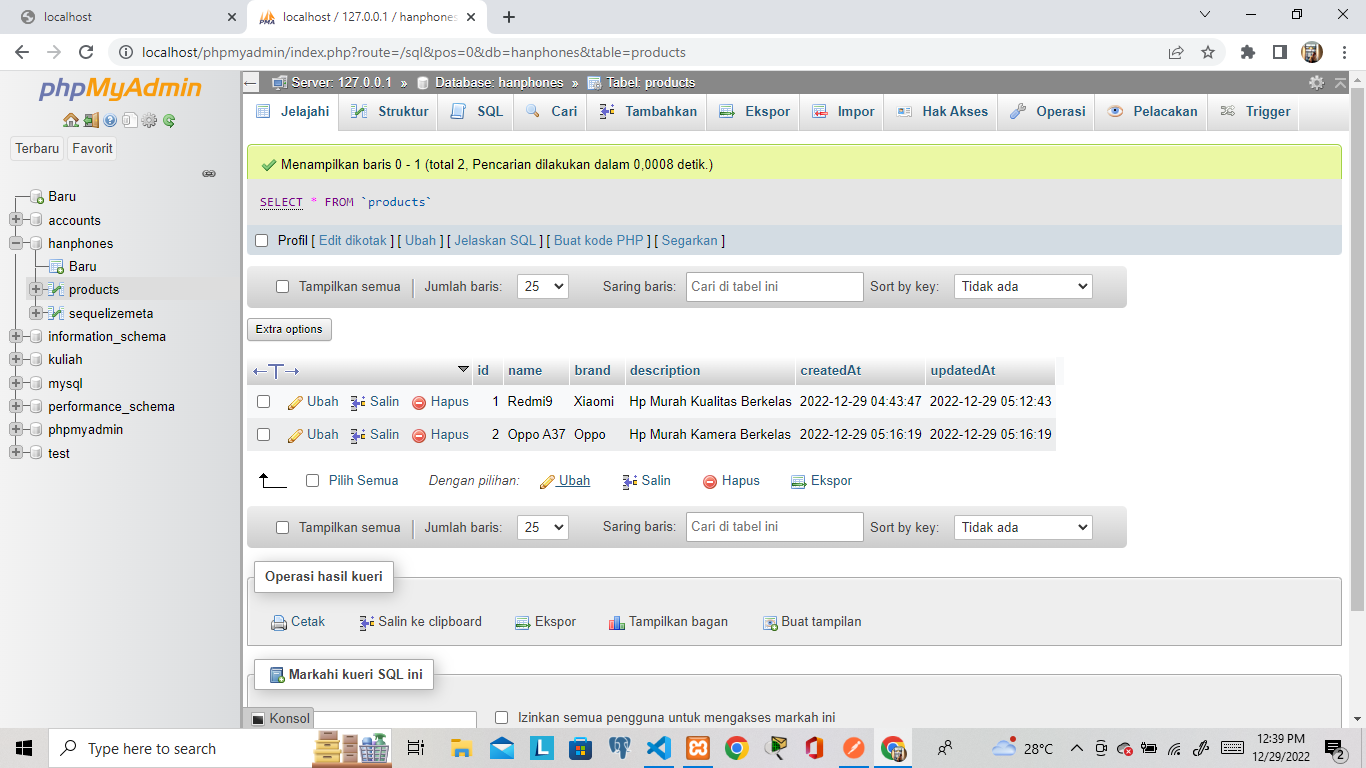 localhost
localhost / 127.0.0.1 / hanphones
localhost/phpmyadmin/index.php?route=/sql&pos=0&db=hanphones&table=products
phpMyAdmin
Terbaru Favorit
Baru
accounts
hanphones
Baru
products
sequelizemeta
information_schema
kuliah
mysql
performance_schema
phpmyadmin
test
Server: 127.0.0.1 » Database: hanphones » Tabel: products
Jelajahi Struktur SQL Cari Tambahkan Ekspor Impor Hak Akses Operasi Pelacakan Trigger
Menampilkan baris 0 - 1 (total 2, Pencarian dilakukan dalam 0,0008 detik.)
SELECT * FROM `products`
Profil [ Edit dikotak ] [ Ubah ] [ Jelaskan SQL ] [ Buat kode PHP ] [ Segarkan ]
Tampilkan semua Jumlah baris: 25 Saring baris: Cari di tabel ini Sort by key: Tidak ada
Extra options
←T→ id name brand description createdAt updatedAt
Ubah Salin Hapus 1 Redmi9 Xiaomi Hp Murah Kualitas Berkelas 2022-12-29 04:43:47 2022-12-29 05:12:43
Ubah Salin Hapus 2 Oppo A37 Oppo Hp Murah Kamera Berkelas 2022-12-29 05:16:19 2022-12-29 05:16:19
Pilih Semua Dengan pilihan: Ubah Salin Hapus Ekspor
Tampilkan semua Jumlah baris: 25 Saring baris: Cari di tabel ini Sort by key: Tidak ada
Operasi hasil kueri
Cetak Salin ke clipboard Ekspor Tampilkan bagan Buat tampilan
Markahi kueri SQL ini
Konsol Izinkan semua pengguna untuk mengakses markah ini
Type here to search
28°C
12:39 PM
12/29/2022
2